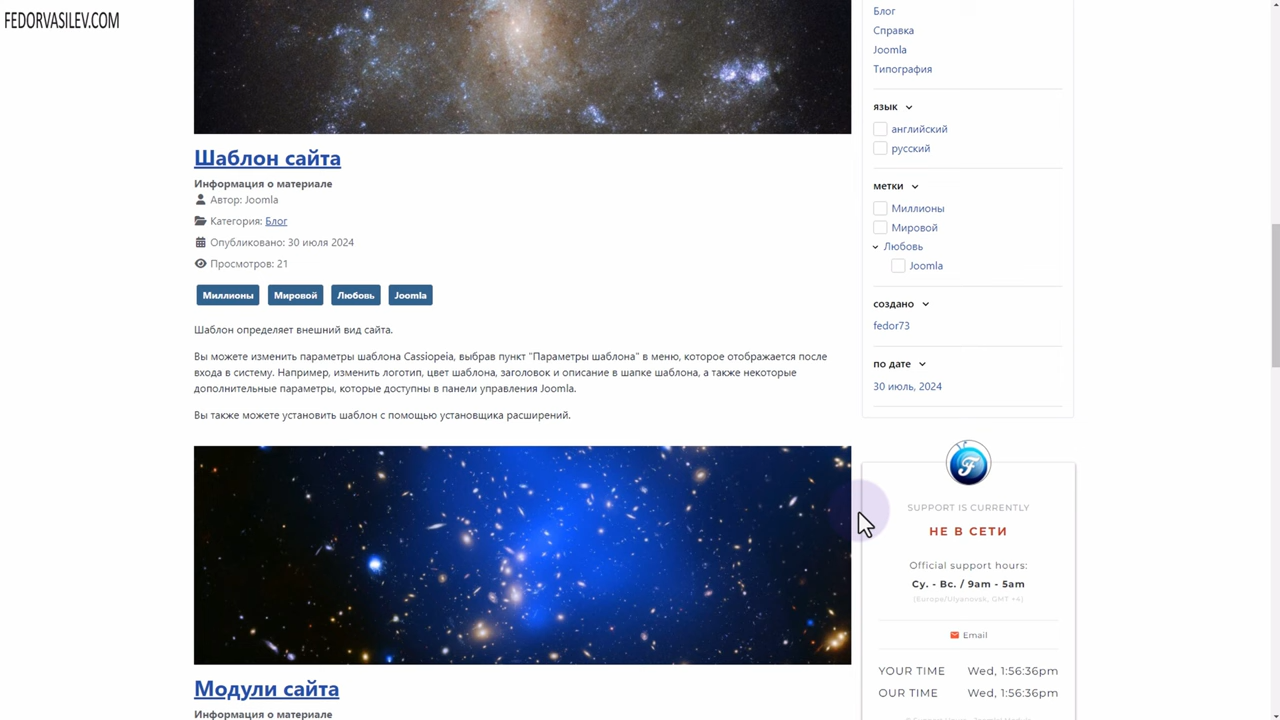 FEDORVASILEV.COM
Шаблон сайта
Информация о материале
Автор: Joomla
Категория: Блог
Опубликовано: 30 июля 2024
Просмотров: 21
Миллионы Мировой Любовь Joomla
Шаблон определяет внешний вид сайта.
Вы можете изменить параметры шаблона Cassiopeia, выбрав пункт "Параметры шаблона" в меню, которое отображается после
входа в систему. Например, изменить логотип, цвет шаблона, заголовок и описание в шапке шаблона, а также некоторые
дополнительные параметры, которые доступны в панели управления Joomla.
Вы также можете установить шаблон с помощью установщика расширений.
Модули сайта
Информация о материале
Блог
Справка
Joomla
Типография
язык
английский
русский
метки
Миллионы
Мировой
Любовь
Joomla
создано
fedor73
по дате
30 июль, 2024
F
SUPPORT IS CURRENTLY
НЕ В СЕТИ
Official support hours:
Су. - Вс. / 9am - 5am
(Europe/Ulyanovsk, GMT +4)
Email
YOUR TIME Wed, 1:56:36pm
OUR TIME Wed, 1:56:36pm